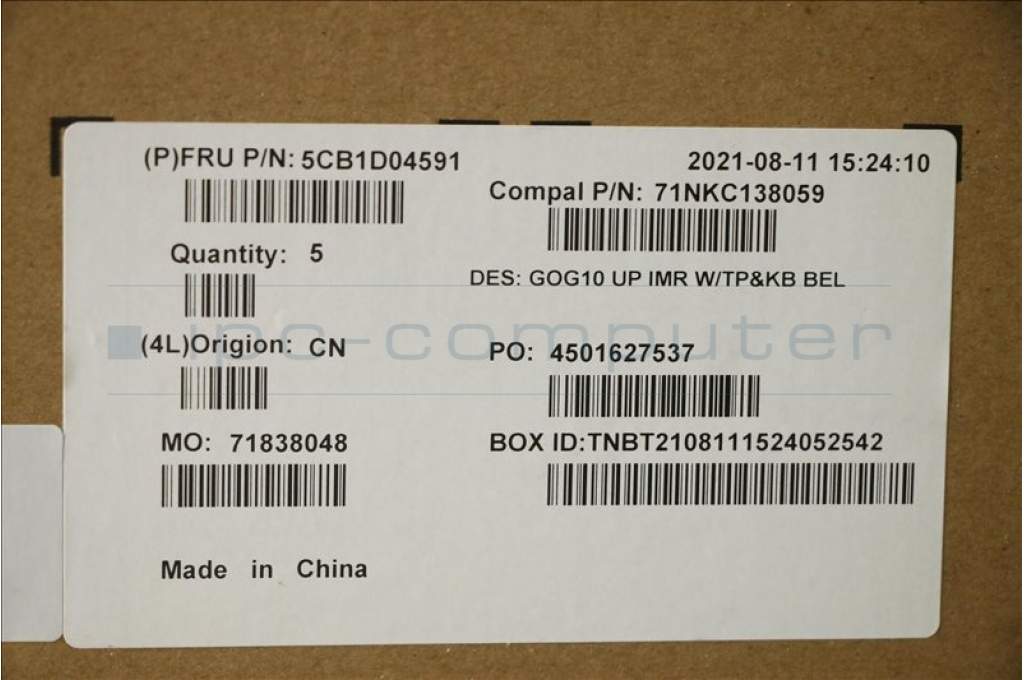 (P)FRU P/N: 5CB1D04591
2021-08-11 15:24:10
Compal P/N: 71NKC138059
Quantity: 5
DES: GOG10 UP IMR W/TP&KB BEL
ipc-computer
(4L)Origion: CN
PO: 4501627537
MO: 71838048
BOX ID:TNBT2108111524052542
Made in China